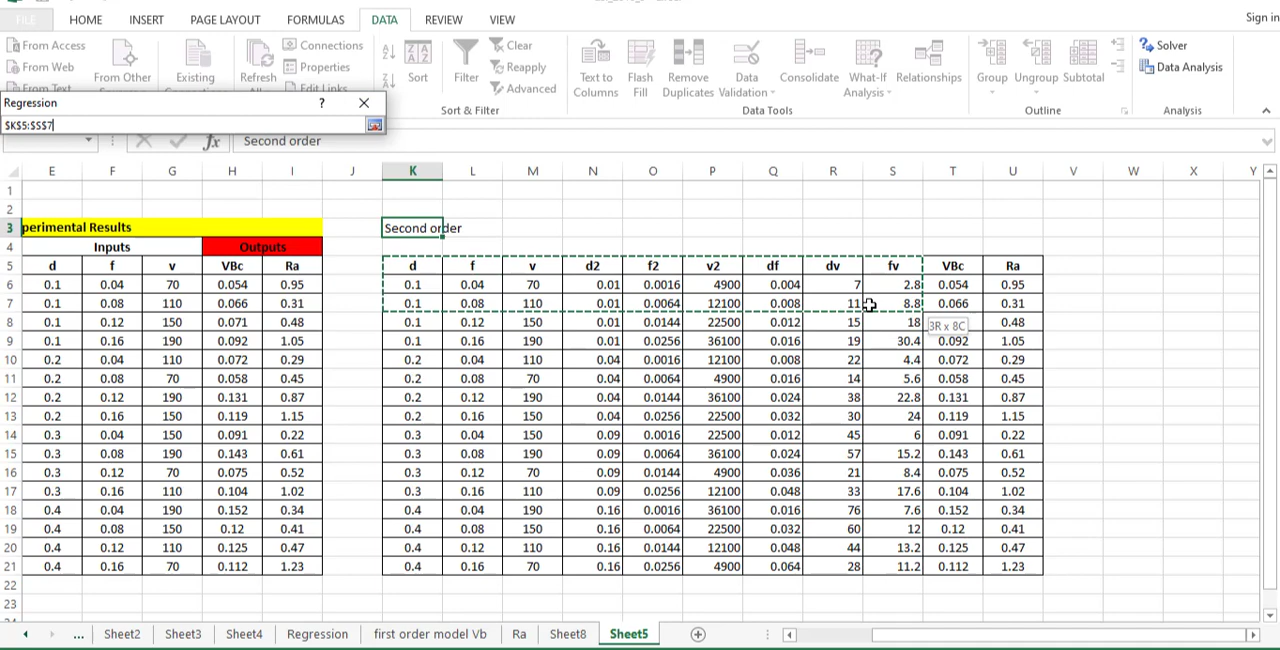 FILE HOME INSERT PAGE LAYOUT FORMULAS DATA REVIEW VIEW Sign in
From Access
From Web
From Text
From Other
Existing
Refresh
Connections
Properties
Edit Links
Sort
Filter
Clear
Reapply
Advanced
Text to Columns
Flash Fill
Remove Duplicates
Data Validation
Consolidate
What-If Analysis
Relationships
Group
Ungroup
Subtotal
Solver
Data Analysis
Sort & Filter
Data Tools
Outline
Analysis
Regression ?
$K$5:$S$7
fx Second order
E F G H I J K L M N O P Q R S T U V W X Y
1
2
3 perimental Results Second order
4 Inputs Outputs
5 d f v VBc Ra d f v d2 f2 v2 df dv fv VBc Ra
6 0.1 0.04 70 0.054 0.95 0.1 0.04 70 0.01 0.0016 4900 0.004 7 2.8 0.054 0.95
7 0.1 0.08 110 0.066 0.31 0.1 0.08 110 0.01 0.0064 12100 0.008 11 8.8 0.066 0.31
8 0.1 0.12 150 0.071 0.48 0.1 0.12 150 0.01 0.0144 22500 0.012 15 18 3R x 8C 0.48
9 0.1 0.16 190 0.092 1.05 0.1 0.16 190 0.01 0.0256 36100 0.016 19 30.4 0.092 1.05
10 0.2 0.04 110 0.072 0.29 0.2 0.04 110 0.04 0.0016 12100 0.008 22 4.4 0.072 0.29
11 0.2 0.08 70 0.058 0.45 0.2 0.08 70 0.04 0.0064 4900 0.016 14 5.6 0.058 0.45
12 0.2 0.12 190 0.131 0.87 0.2 0.12 190 0.04 0.0144 36100 0.024 38 22.8 0.131 0.87
13 0.2 0.16 150 0.119 1.15 0.2 0.16 150 0.04 0.0256 22500 0.032 30 24 0.119 1.15
14 0.3 0.04 150 0.091 0.22 0.3 0.04 150 0.09 0.0016 22500 0.012 45 6 0.091 0.22
15 0.3 0.08 190 0.143 0.61 0.3 0.08 190 0.09 0.0064 36100 0.024 57 15.2 0.143 0.61
16 0.3 0.12 70 0.075 0.52 0.3 0.12 70 0.09 0.0144 4900 0.036 21 8.4 0.075 0.52
17 0.3 0.16 110 0.104 1.02 0.3 0.16 110 0.09 0.0256 12100 0.048 33 17.6 0.104 1.02
18 0.4 0.04 190 0.152 0.34 0.4 0.04 190 0.16 0.0016 36100 0.016 76 7.6 0.152 0.34
19 0.4 0.08 150 0.12 0.41 0.4 0.08 150 0.16 0.0064 22500 0.032 60 12 0.12 0.41
20 0.4 0.12 110 0.125 0.47 0.4 0.12 110 0.16 0.0144 12100 0.048 44 13.2 0.125 0.47
21 0.4 0.16 70 0.112 1.23 0.4 0.16 70 0.16 0.0256 4900 0.064 28 11.2 0.112 1.23
22
23
... Sheet2 Sheet3 Sheet4 Regression first order model Vb Ra Sheet8 Sheet5